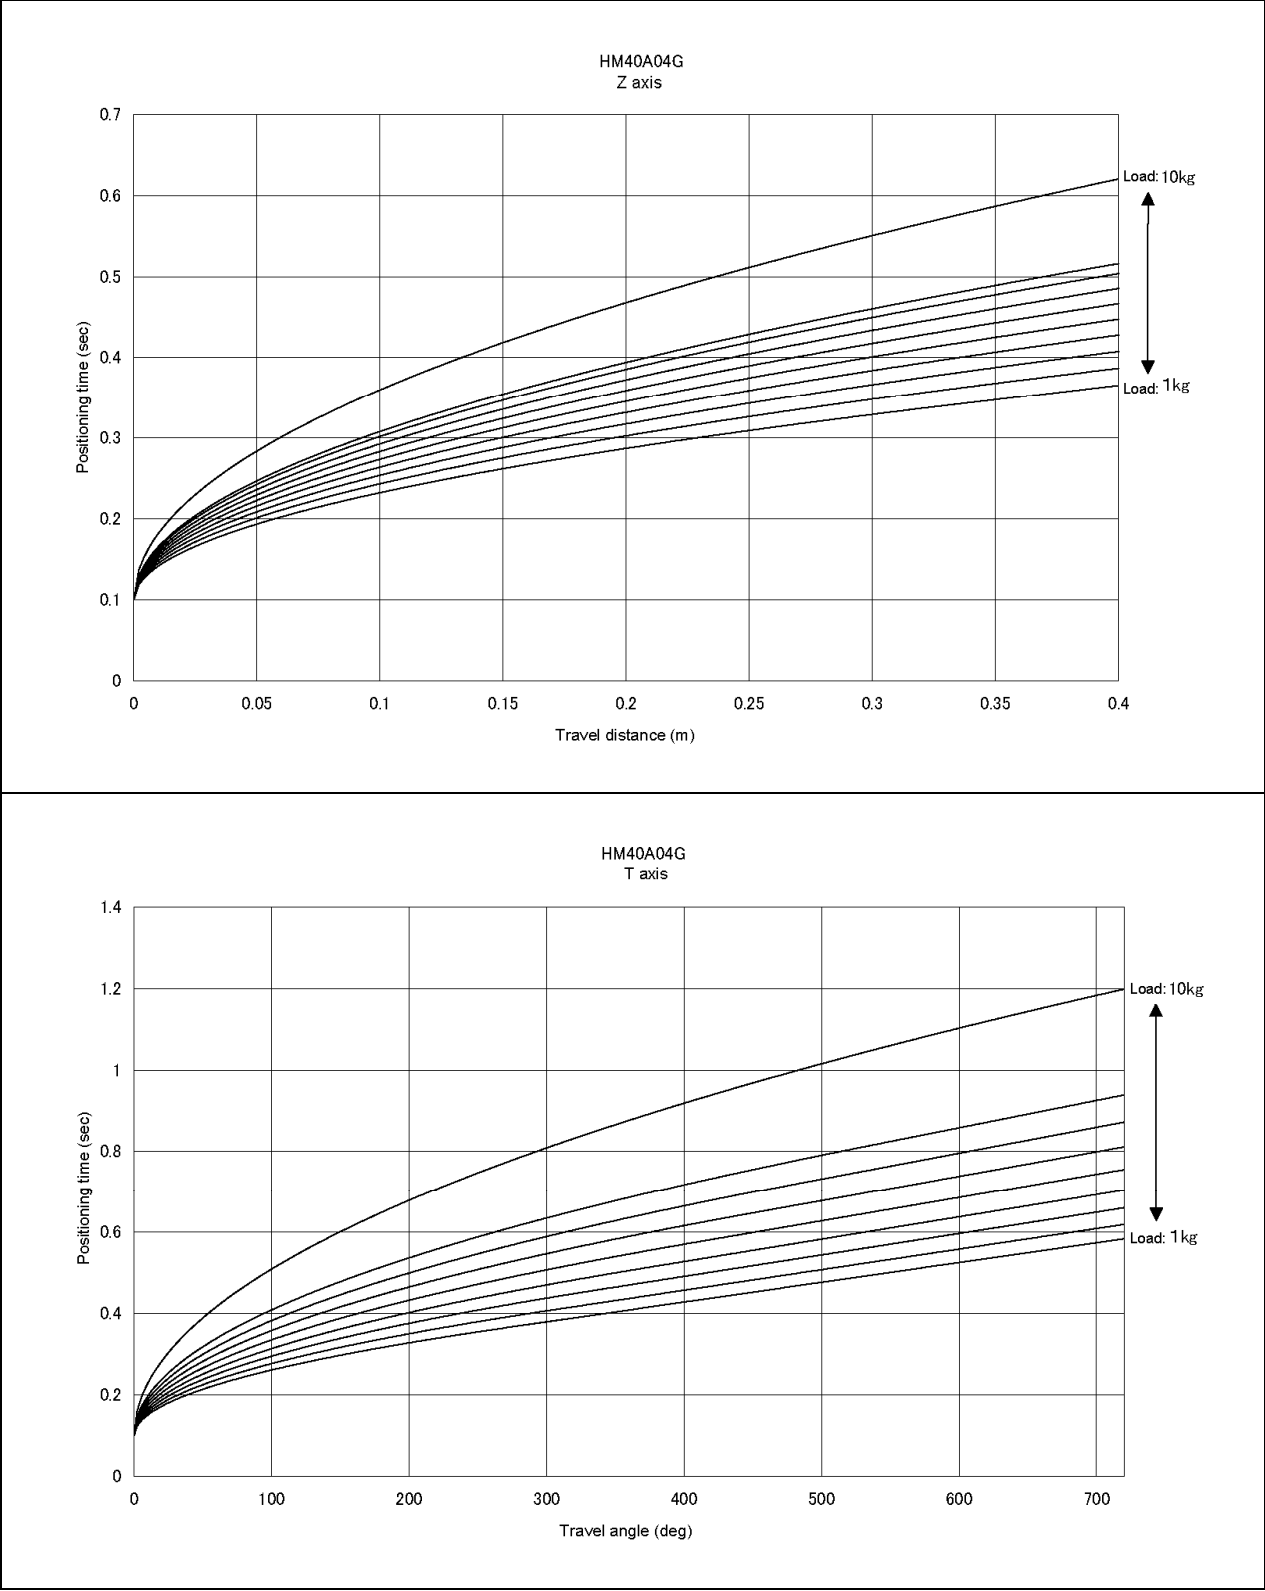 HM40A04G
Z axis
0.7
0.6
0.5
0.4
0.3
0.2
0.1
0
Positioning time (sec)
Load: 10kg
Load: 1kg
0 0.05 0.1 0.15 0.2 0.25 0.3 0.35 0.4
Travel distance (m)
HM40A04G
T axis
1.4
1.2
1
0.8
0.6
0.4
0.2
0
Positioning time (sec)
Load: 10kg
Load: 1kg
0 100 200 300 400 500 600 700
Travel angle (deg)